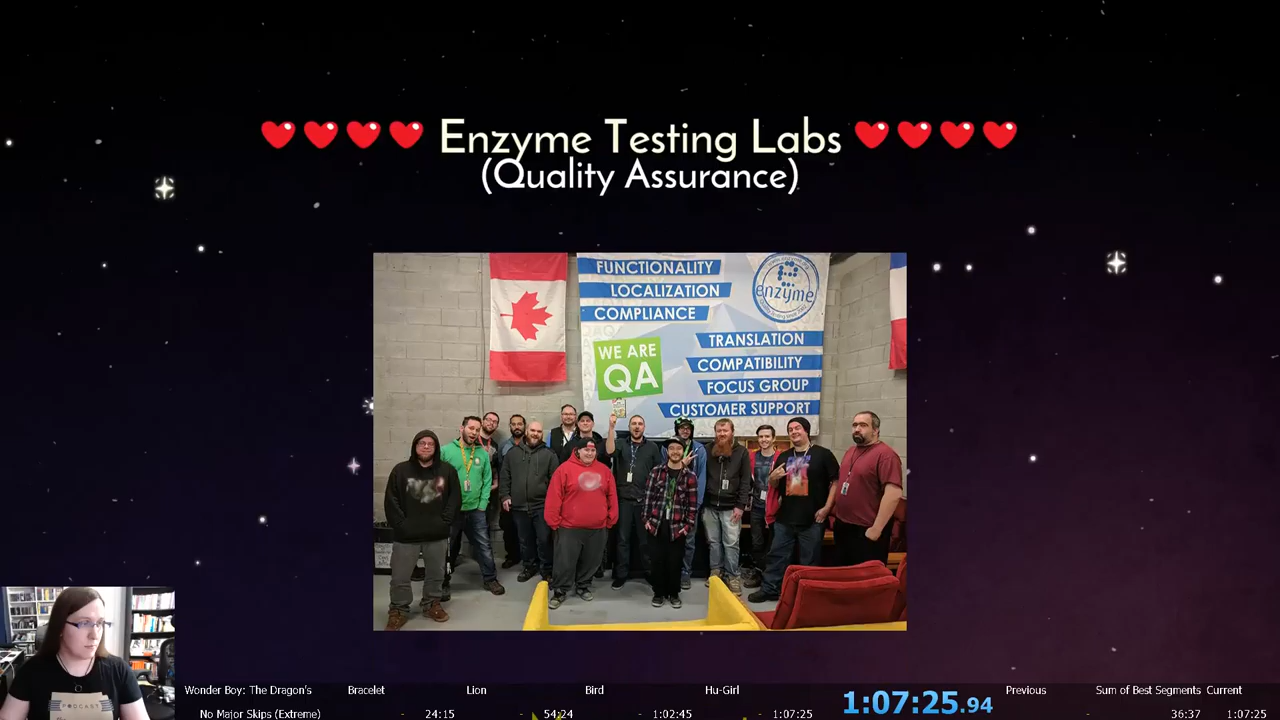 Enzyme Testing Labs
(Quality Assurance)
FUNCTIONALITY
LOCALIZATION
COMPLIANCE
enzyme
WE ARE
QA
TRANSLATION
COMPATIBILITY
FOCUS GROUP
CUSTOMER SUPPORT
PODCAST
Wonder Boy: The Dragon's Bracelet Lion Bird Hu-Girl 1:07:25.94 Previous Sum of Best Segments Current
No Major Skips (Extreme) - 24:15 - 54:24 - 1:02:45 - 1:07:25 - 36:37 1:07:25